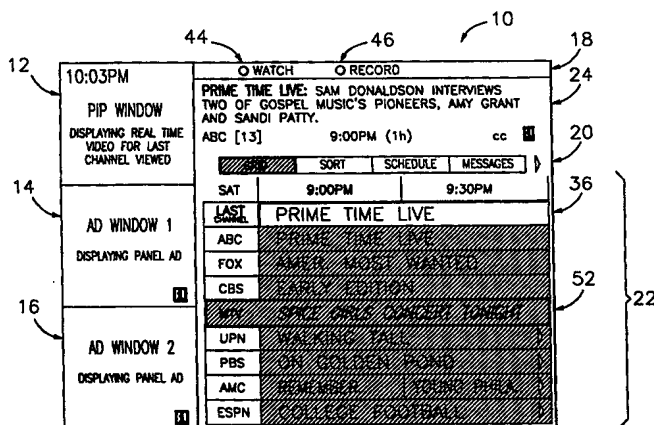 44
46
10
12
10:03PM
WATCH
RECORD
18
PIP WINDOW
DISPLAYING REAL TIME
VIDEO FOR LAST
CHANNEL VIEWED
PRIME TIME LIVE: SAM DONALDSON INTERVIEWS
TWO OF GOSPEL MUSIC'S PIONEERS, AMY GRANT
AND SANDI PATTY.
24
ABC [13] 9:00PM (1h) cc
GRID SORT SCHEDULE MESSAGES
20
14
SAT 9:00PM 9:30PM
AD WINDOW 1
DISPLAYING PANEL AD
LAST CHANNEL PRIME TIME LIVE
36
ABC PRIME TIME LIVE
FOX AMER. MOST WANTED
CBS EARLY EDITION
16
MTV SPICE GIRLS CONCERT TONIGHT
52
22
AD WINDOW 2
DISPLAYING PANEL AD
UPN WALKING TALL
PBS ON GOLDEN POND
AMC REMEMBER YOUNG PHILA.
ESPN COLLEGE FOOTBALL